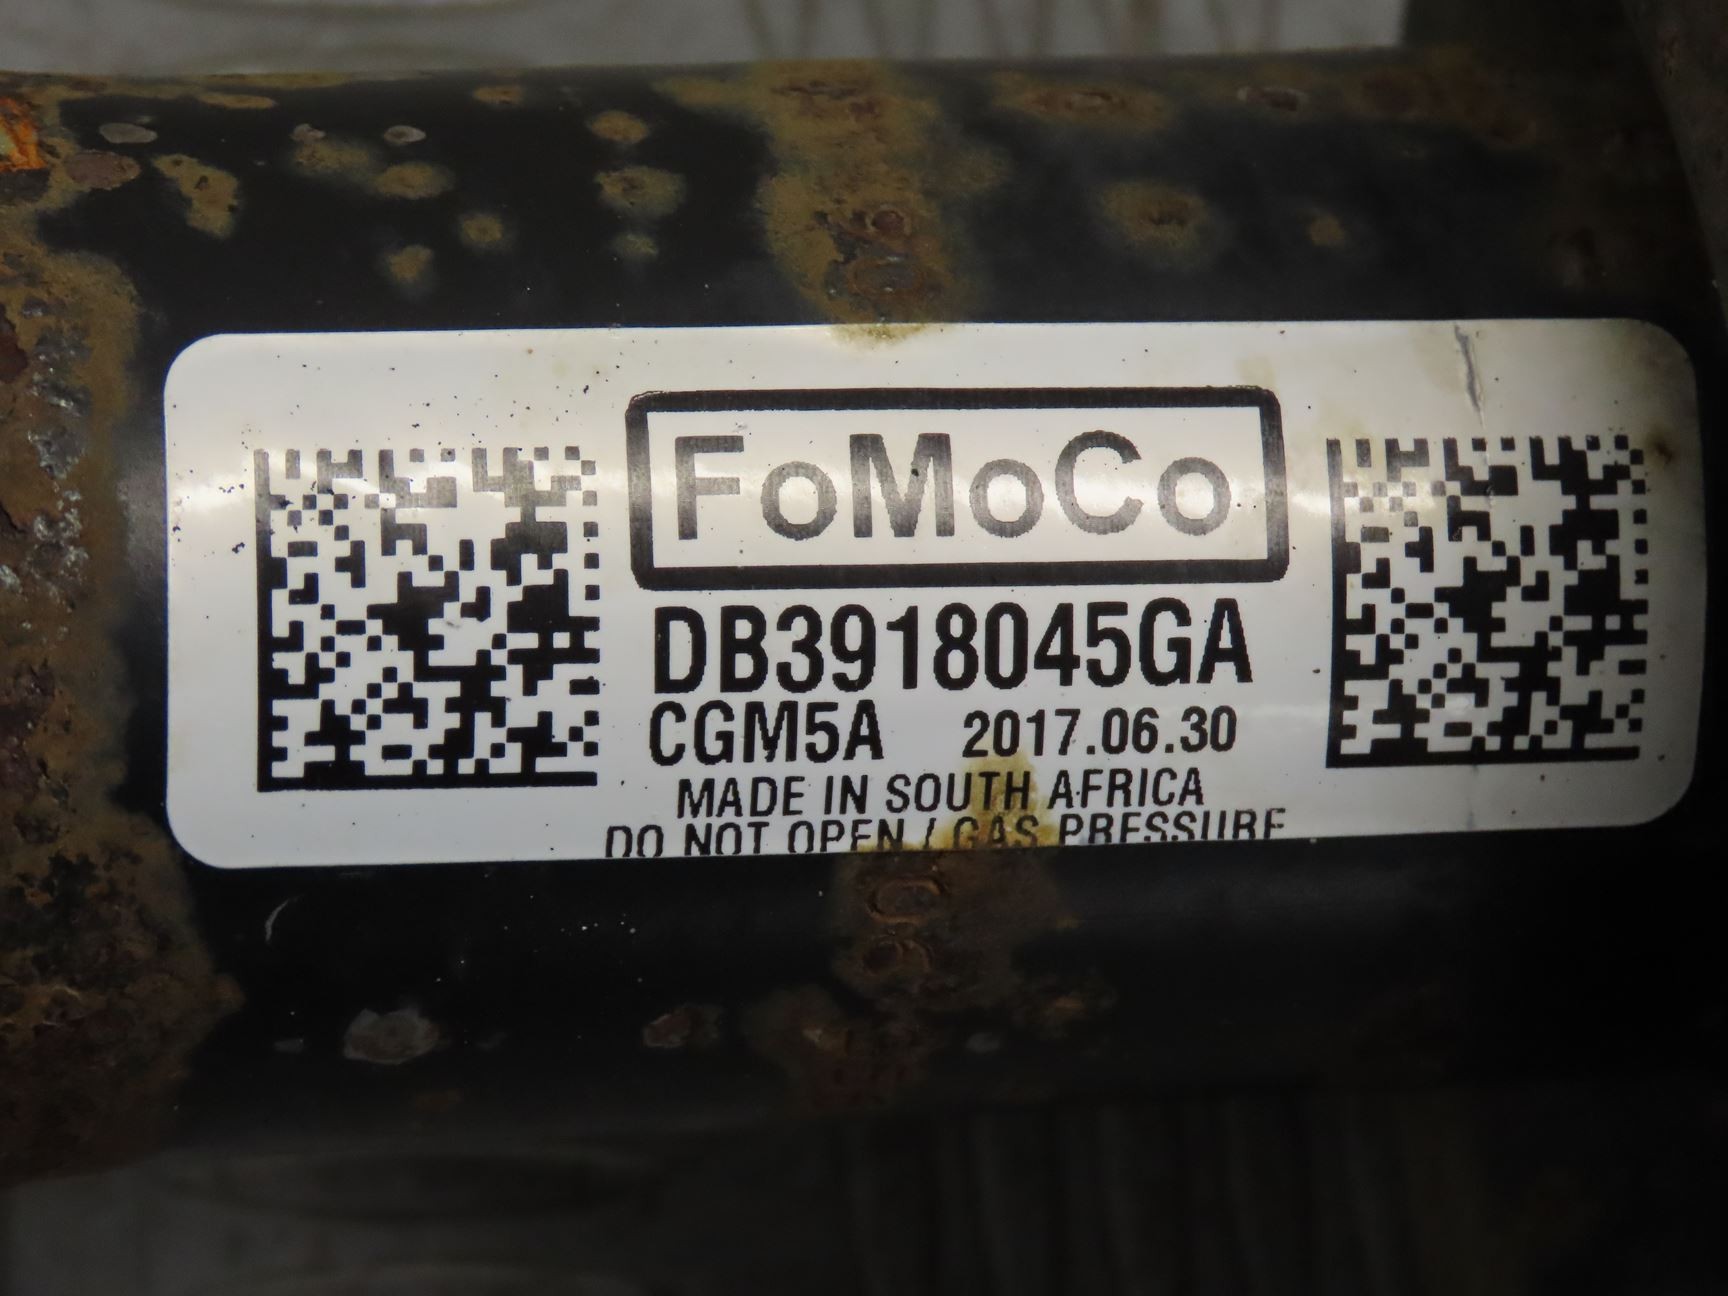 FoMoCo
DB3918045GA
CGM5A 2017.06.30
MADE IN SOUTH AFRICA
DO NOT OPEN / GAS PRESSURE